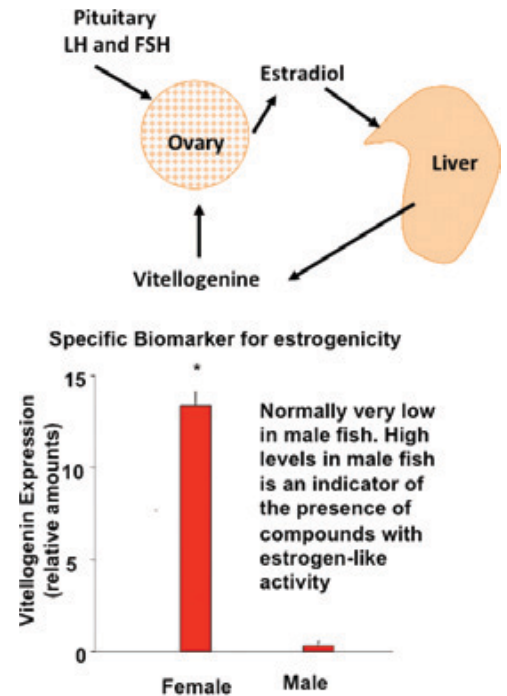 Pituitary
LH and FSH
Estradiol
Ovary
Liver
Vitellogenine
Specific Biomarker for estrogenicity
Vitellogenin Expression
(relative amounts)
15
10
5
0
*
Normally very low
in male fish. High
levels in male fish
is an indicator of
the presence of
compounds with
estrogen-like
activity
Female
Male